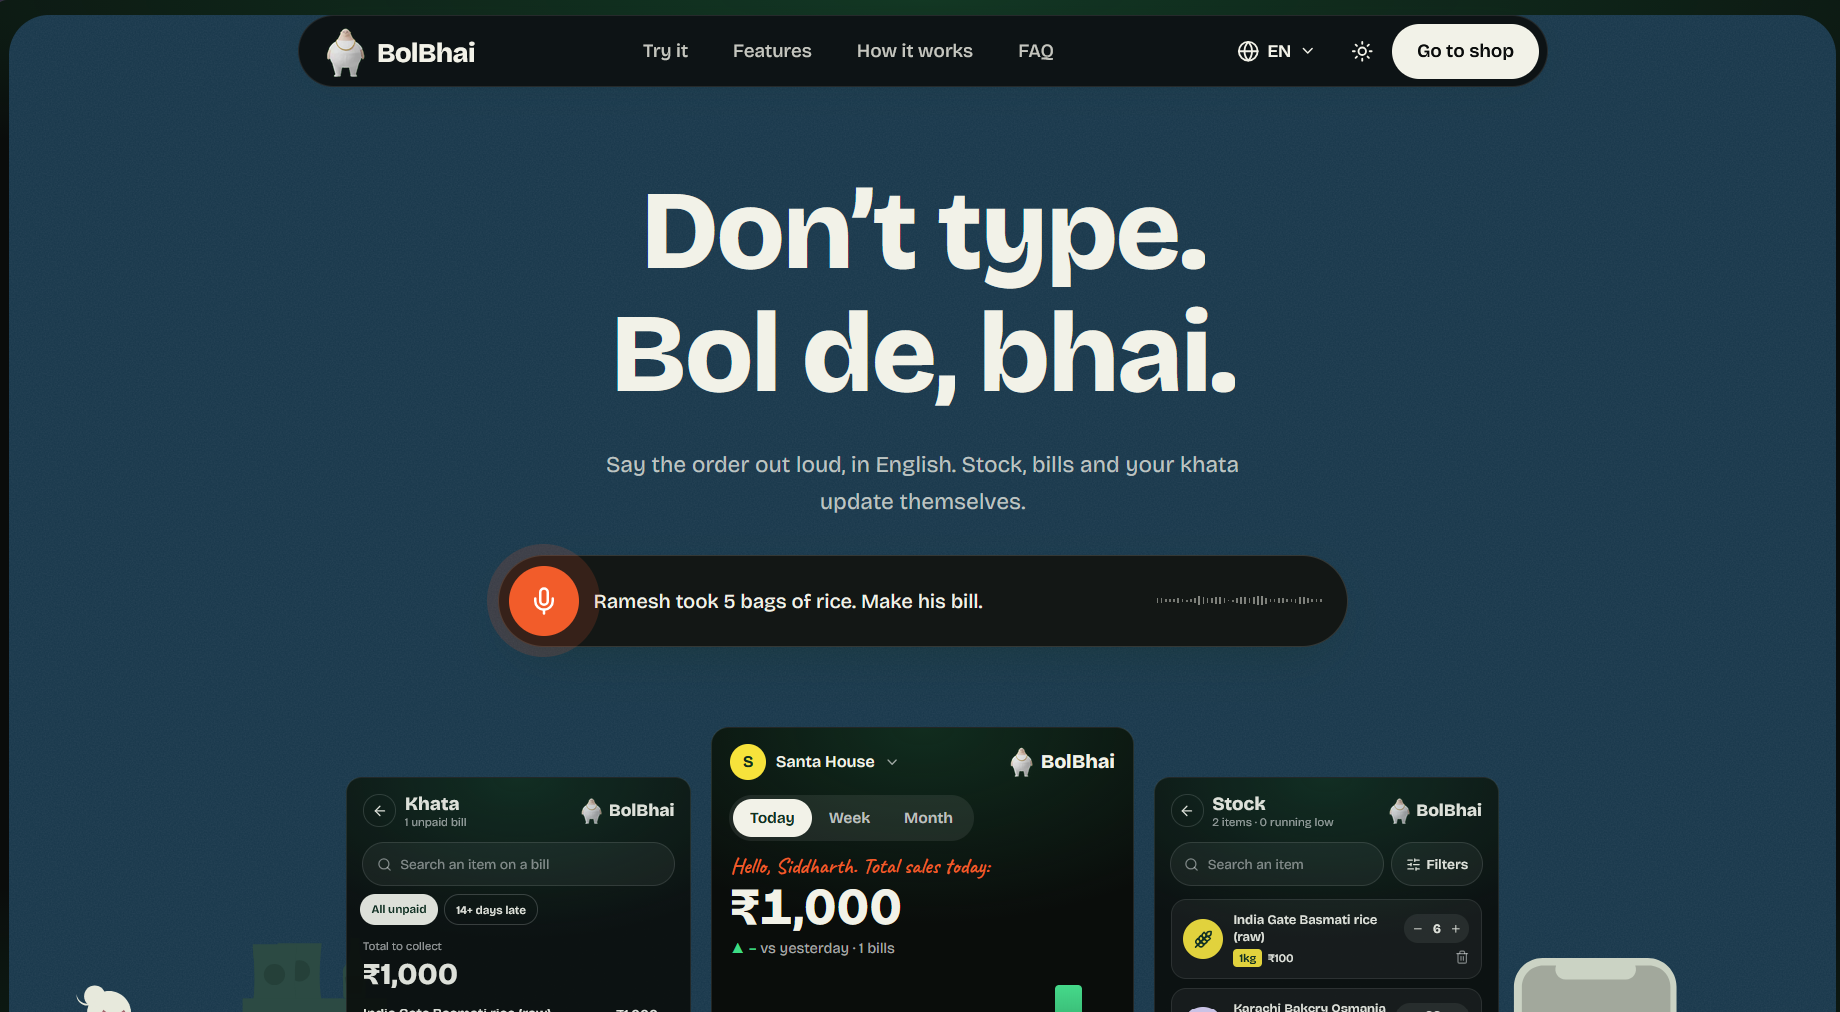 BolBhai
Try it
Features
How it works
FAQ
EN
Go to shop
Don't type.
Bol de, bhai.
Say the order out loud, in English. Stock, bills and your khata
update themselves.
Ramesh took 5 bags of rice. Make his bill.
Khata
1 unpaid bill
BolBhai
Search an item on a bill
All unpaid
14+ days late
Total to collect
₹1,000
S
Santa House
BolBhai
Today
Week
Month
Hello, Siddharth. Total sales today:
₹1,000
▲ – vs yesterday · 1 bills
Stock
2 items · 0 running low
BolBhai
Search an item
Filters
India Gate Basmati rice
(raw)
− 6 +
1kg ₹100
Karachi Bakery Osmania